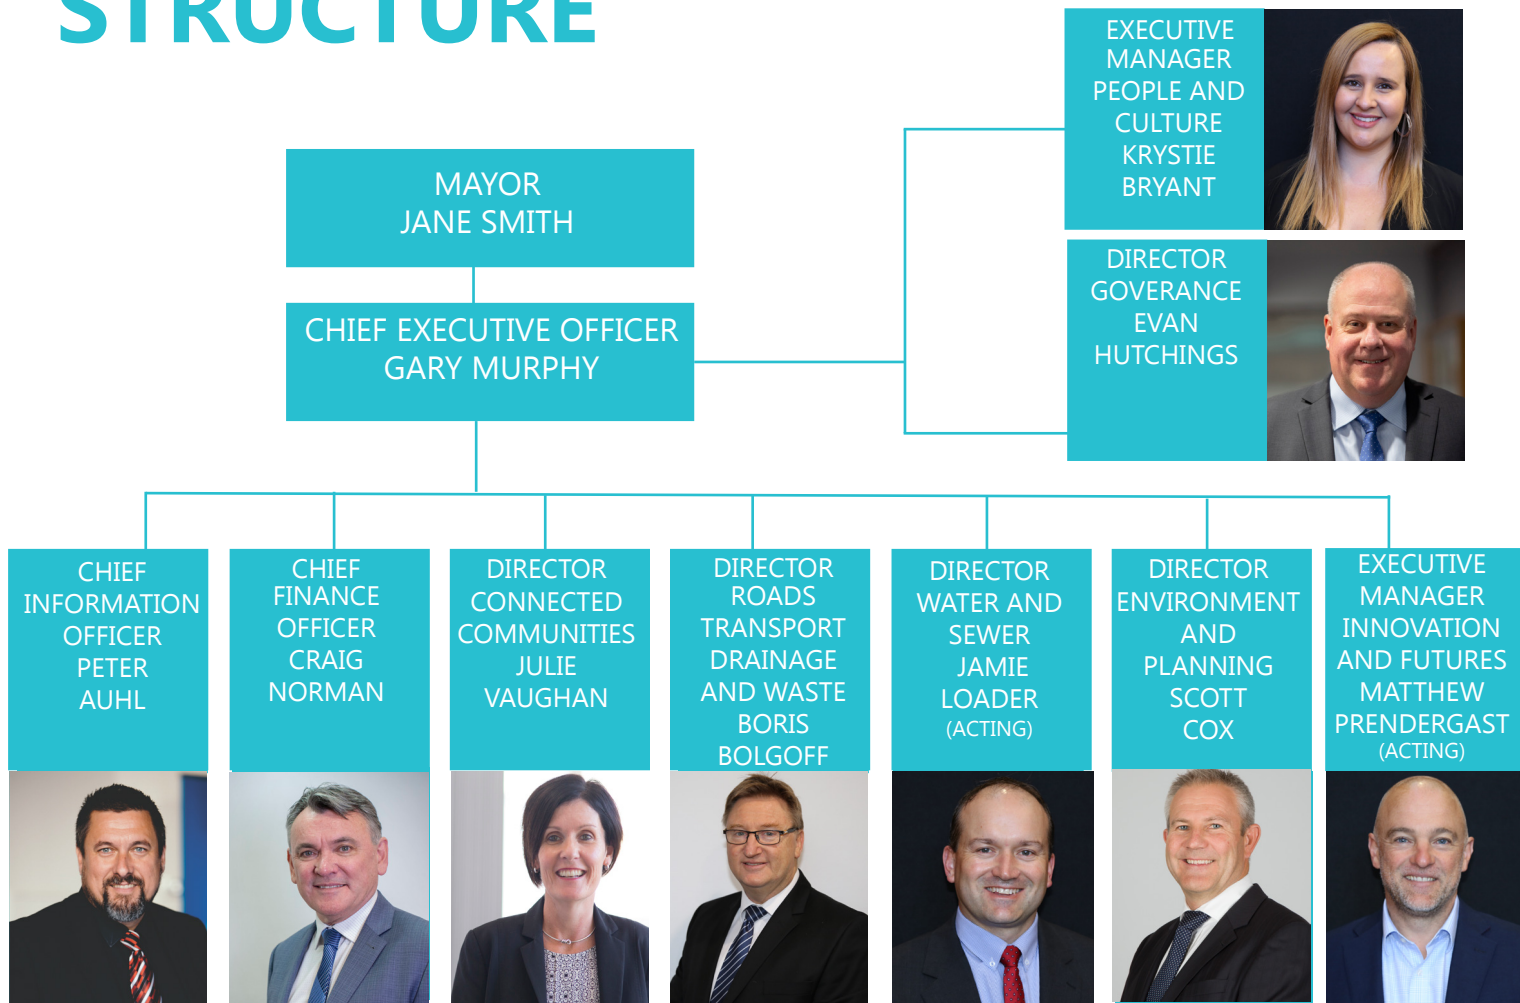 STRUCTURE
EXECUTIVE
MANAGER
PEOPLE AND
CULTURE
KRYSTIE
BRYANT
MAYOR
JANE SMITH
DIRECTOR
GOVERANCE
EVAN
HUTCHINGS
CHIEF EXECUTIVE OFFICER
GARY MURPHY
CHIEF
INFORMATION
OFFICER
PETER
AUHL
CHIEF
FINANCE
OFFICER
CRAIG
NORMAN
DIRECTOR
CONNECTED
COMMUNITIES
JULIE
VAUGHAN
DIRECTOR
ROADS
TRANSPORT
DRAINAGE
AND WASTE
BORIS
BOLGOFF
DIRECTOR
WATER AND
SEWER
JAMIE
LOADER
(ACTING)
DIRECTOR
ENVIRONMENT
AND
PLANNING
SCOTT
COX
EXECUTIVE
MANAGER
INNOVATION
AND FUTURES
MATTHEW
PRENDERGAST
(ACTING)